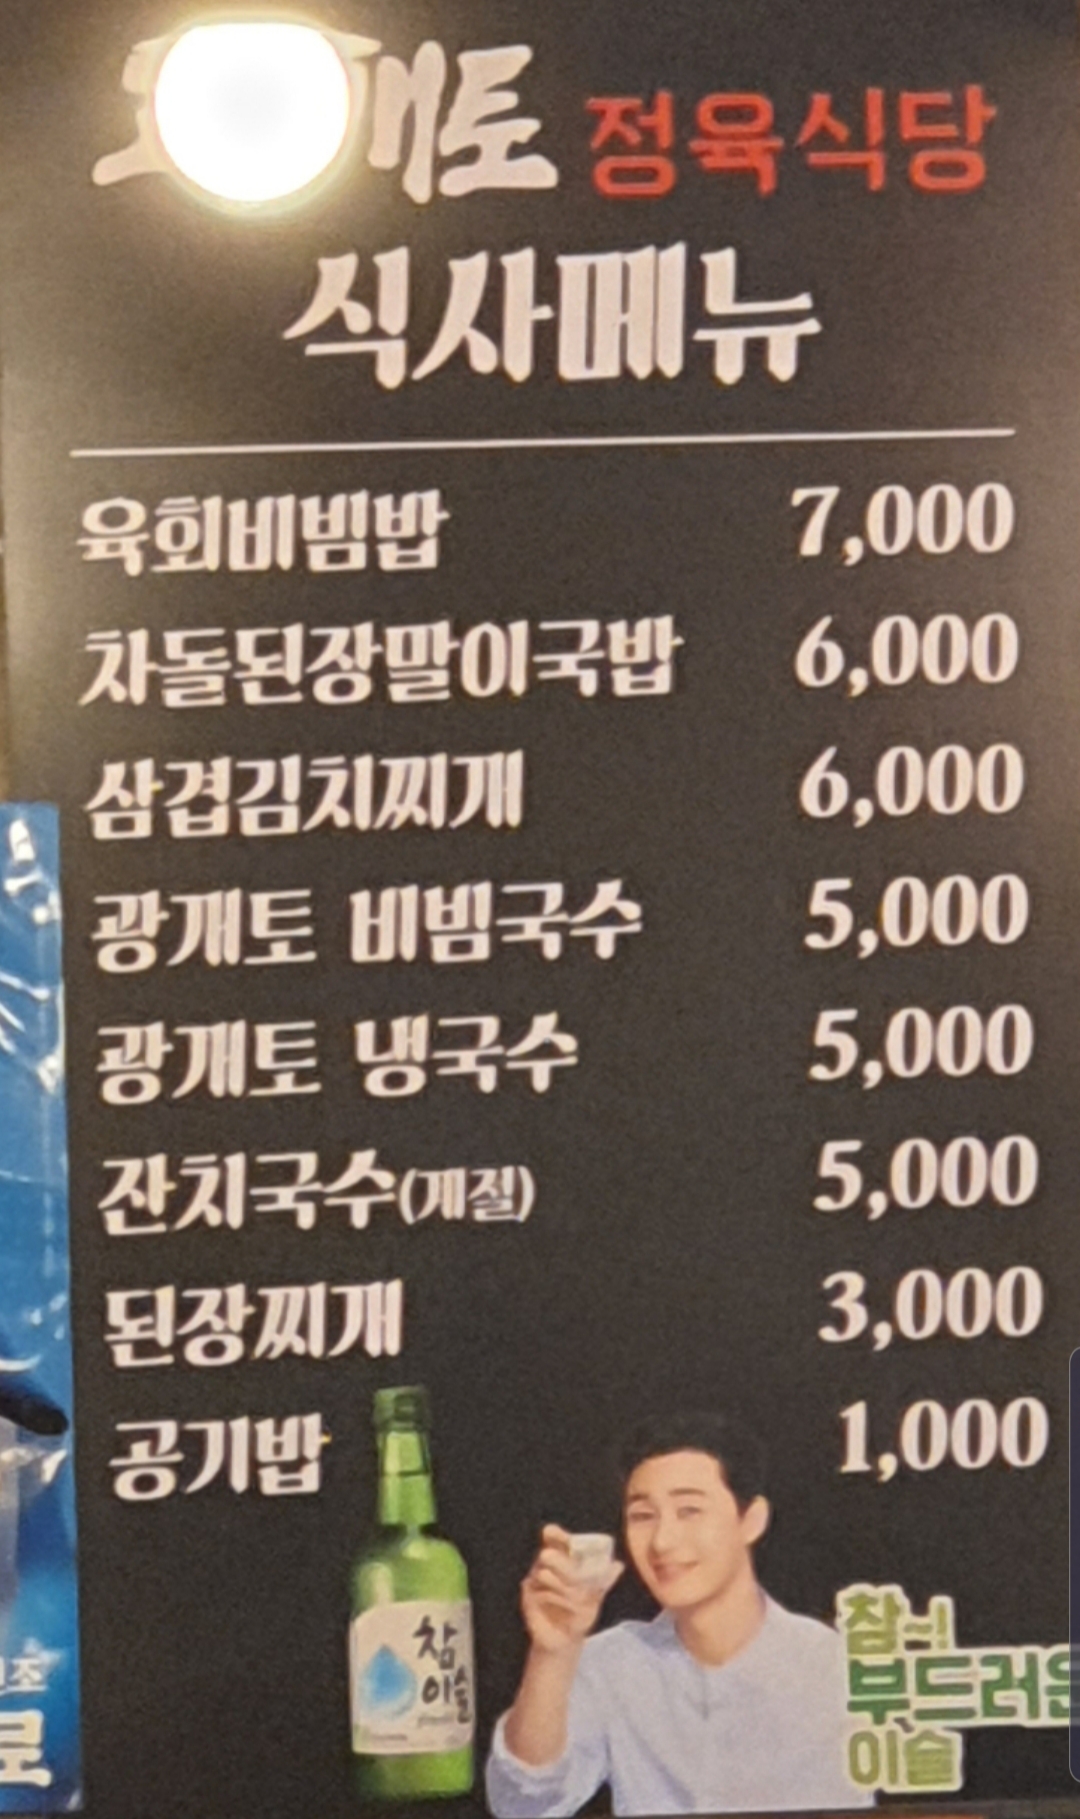 정육식당
식사메뉴
육회비빔밥 7,000
차돌된장말이국밥 6,000
삼겹김치찌개 6,000
광개토 비빔국수 5,000
광개토 냉국수 5,000
잔치국수(계절) 5,000
된장찌개 3,000
공기밥 1,000
참
이슬
참~!
부드러운
이슬
로